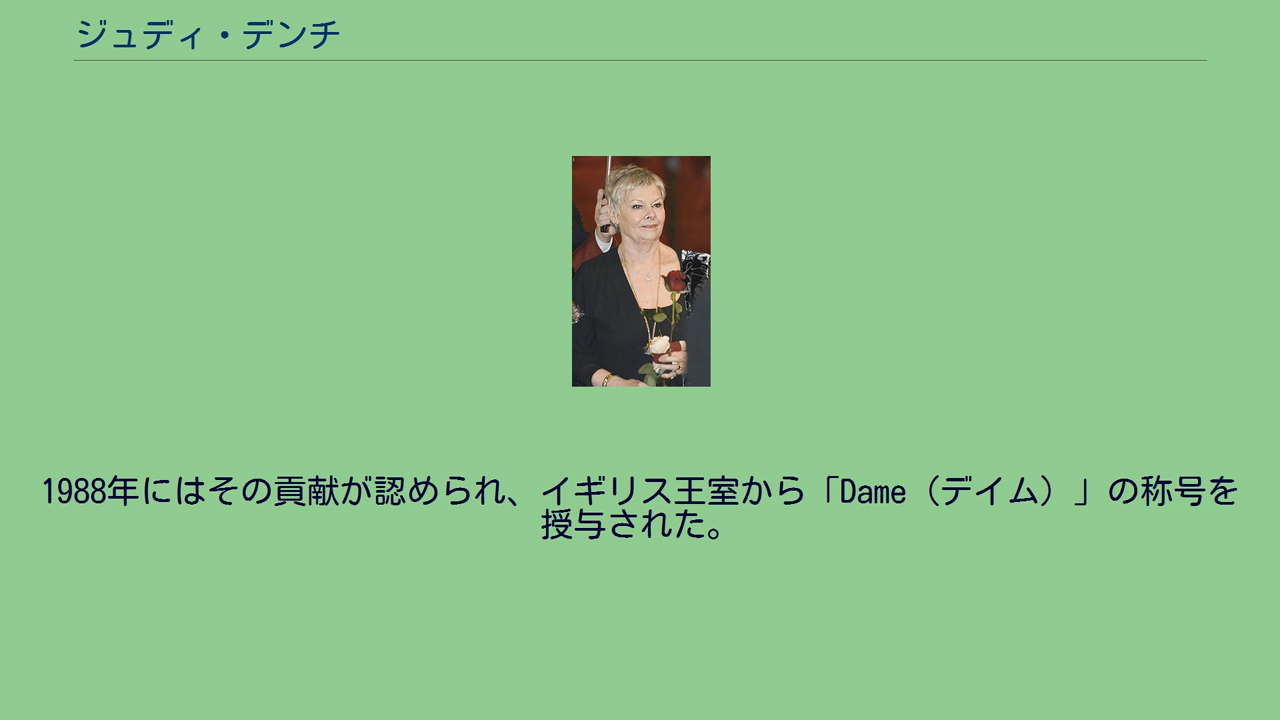 ジュディ・デンチ
1988年にはその貢献が認められ、イギリス王室から「Dame（デイム）」の称号を
授与された。